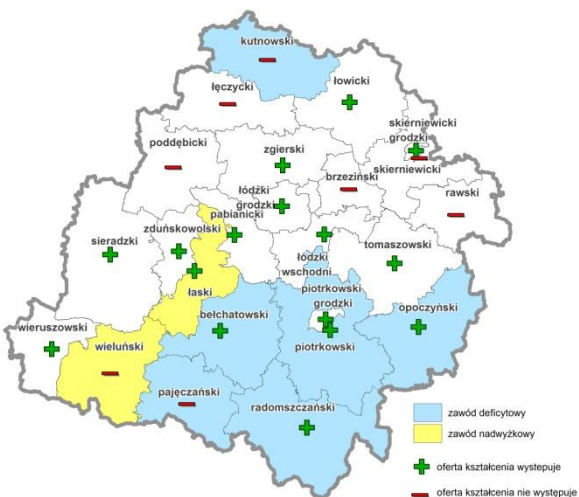 kutnowski
łęczycki
łowicki
skierniewicki
grodzki
poddębicki
zgierski
brzeziński
skierniewicki
rawski
łódzki
grodzki
pabianicki
zduńskowolski
sieradzki
łódzki
wschodni
tomaszowski
łaski
piotrkowski
grodzki
opoczyński
bełchatowski
wieruszowski
wieluński
piotrkowski
pajęczański
radomszczański
zawód deficytowy
zawód nadwyżkowy
oferta kształcenia wystepuje
oferta kształcenia nie występuje